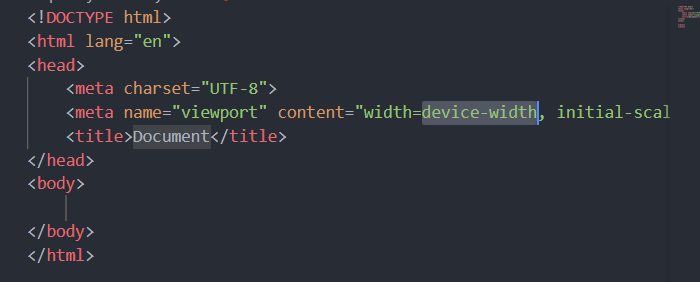 <!DOCTYPE html>
<html lang="en">
<head>
    <meta charset="UTF-8">
    <meta name="viewport" content="width=device-width, initial-scal
    <title>Document</title>
</head>
<body>
</body>
</html>